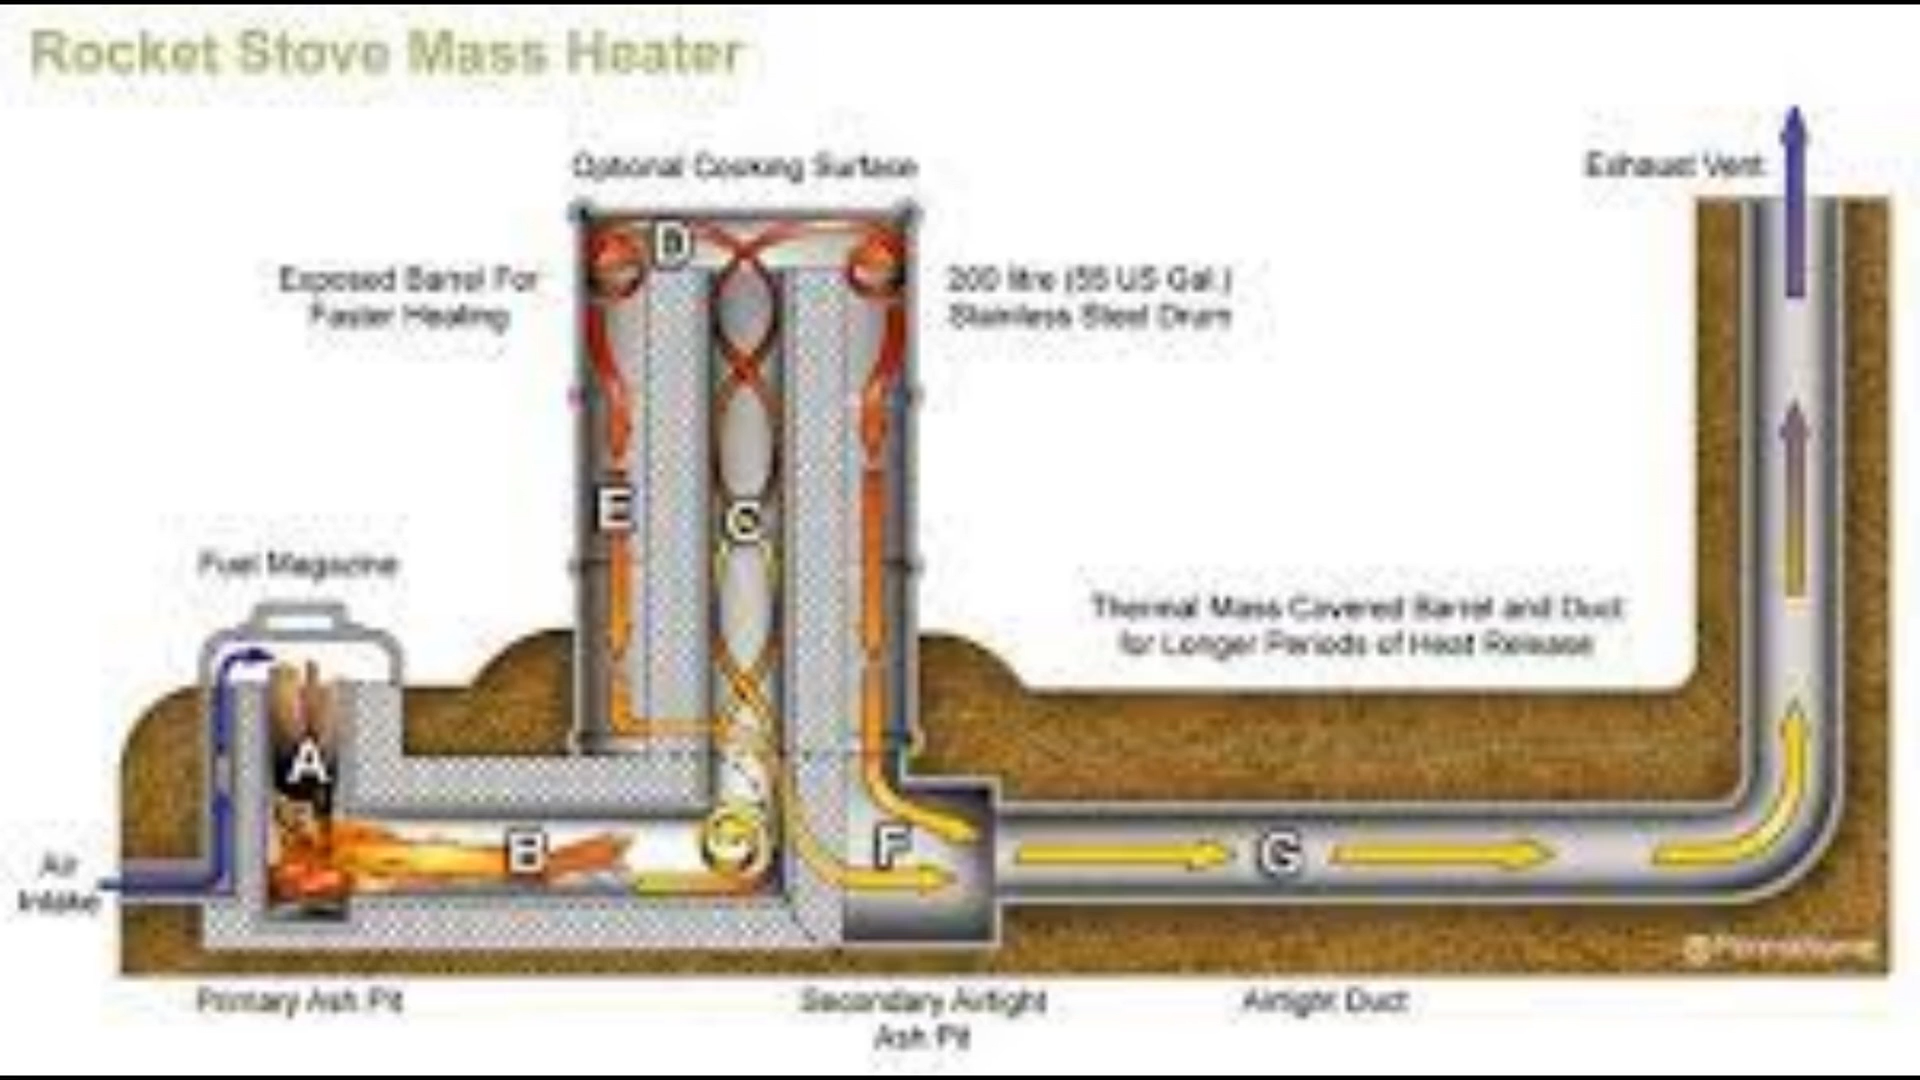 Rocket Stove Mass Heater
Optional Cooking Surface
Exhaust Vent
D
Exposed Barrel For
Faster Heating
200 litre (55 US Gal.)
Stainless Steel Drum
E
C
Fuel Magazine
Thermal Mass Covered Barrel and Duct
for Longer Periods of Heat Release
A
B
F
G
Air
Intake
Primary Ash Pit
Secondary Airtight
Ash Pit
Airtight Duct